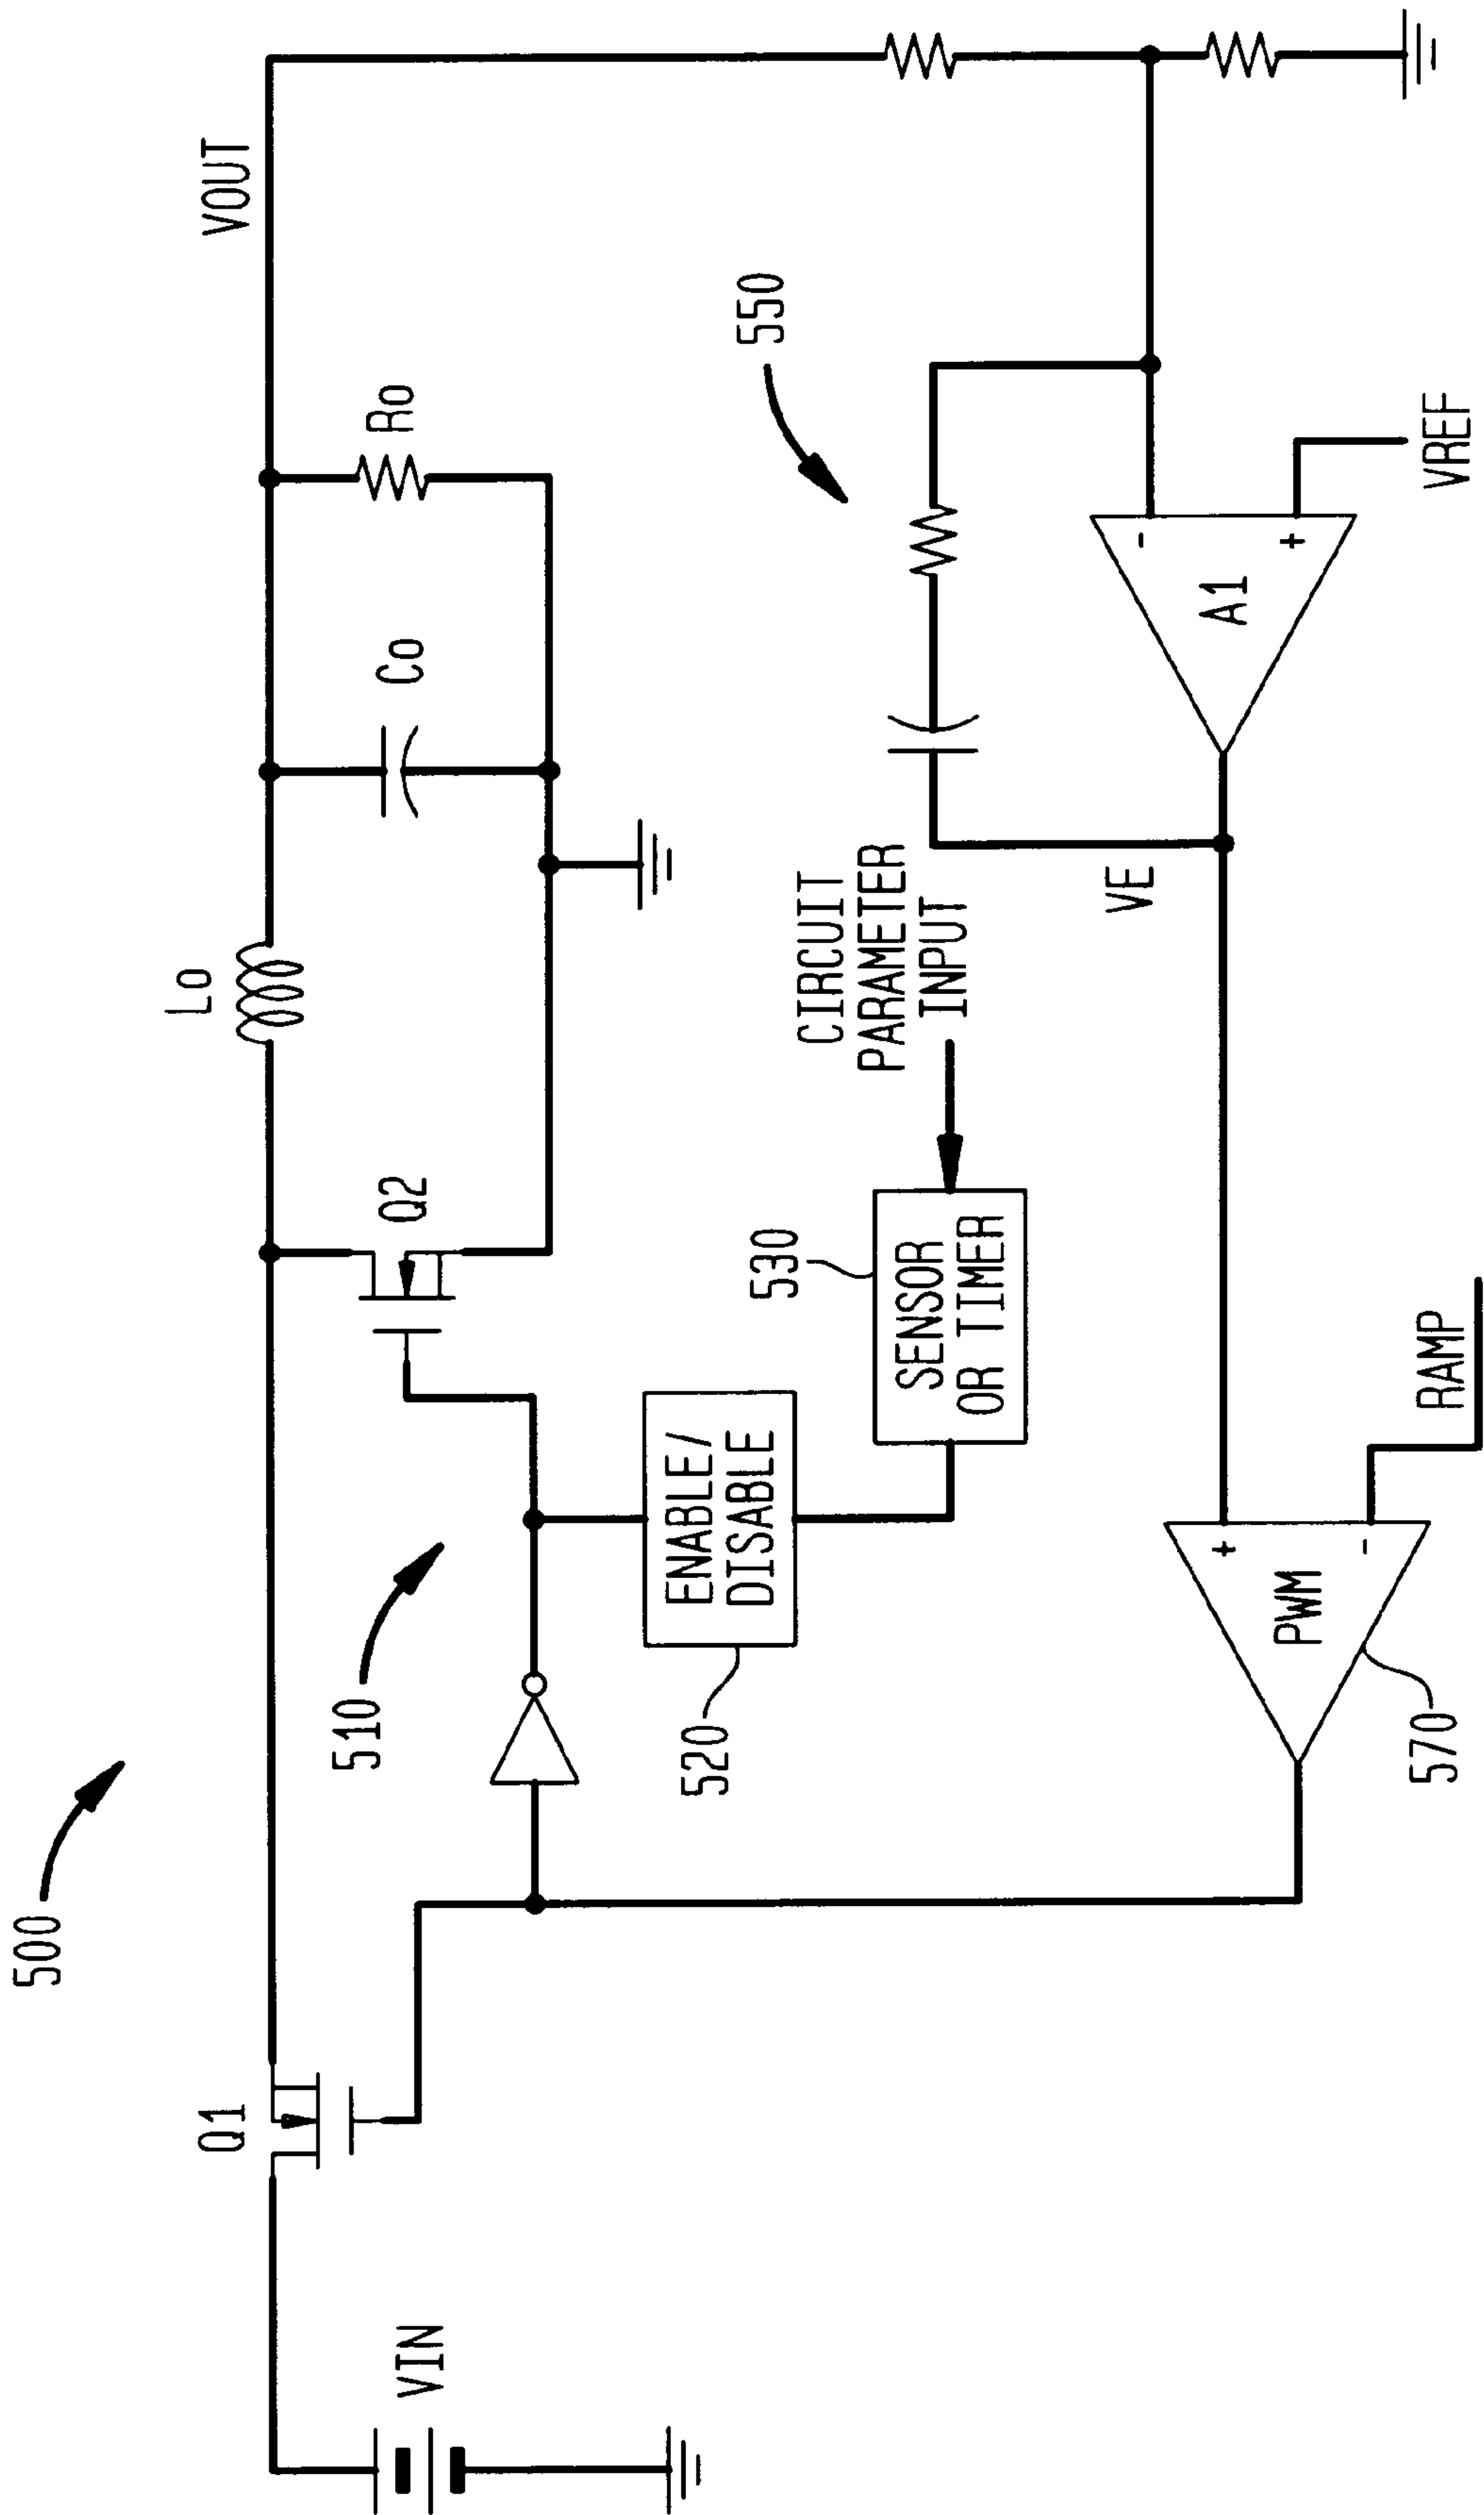 500
VIN
Q1
510
Q2
Lo
Co
Ro
VOUT
ENABLE/
DISABLE
520
530
SENSOR
OR TIMER
CIRCUIT
PARAMETER
INPUT
550
VE
-
+
A1
VREF
+
-
PWM
570
RAMP